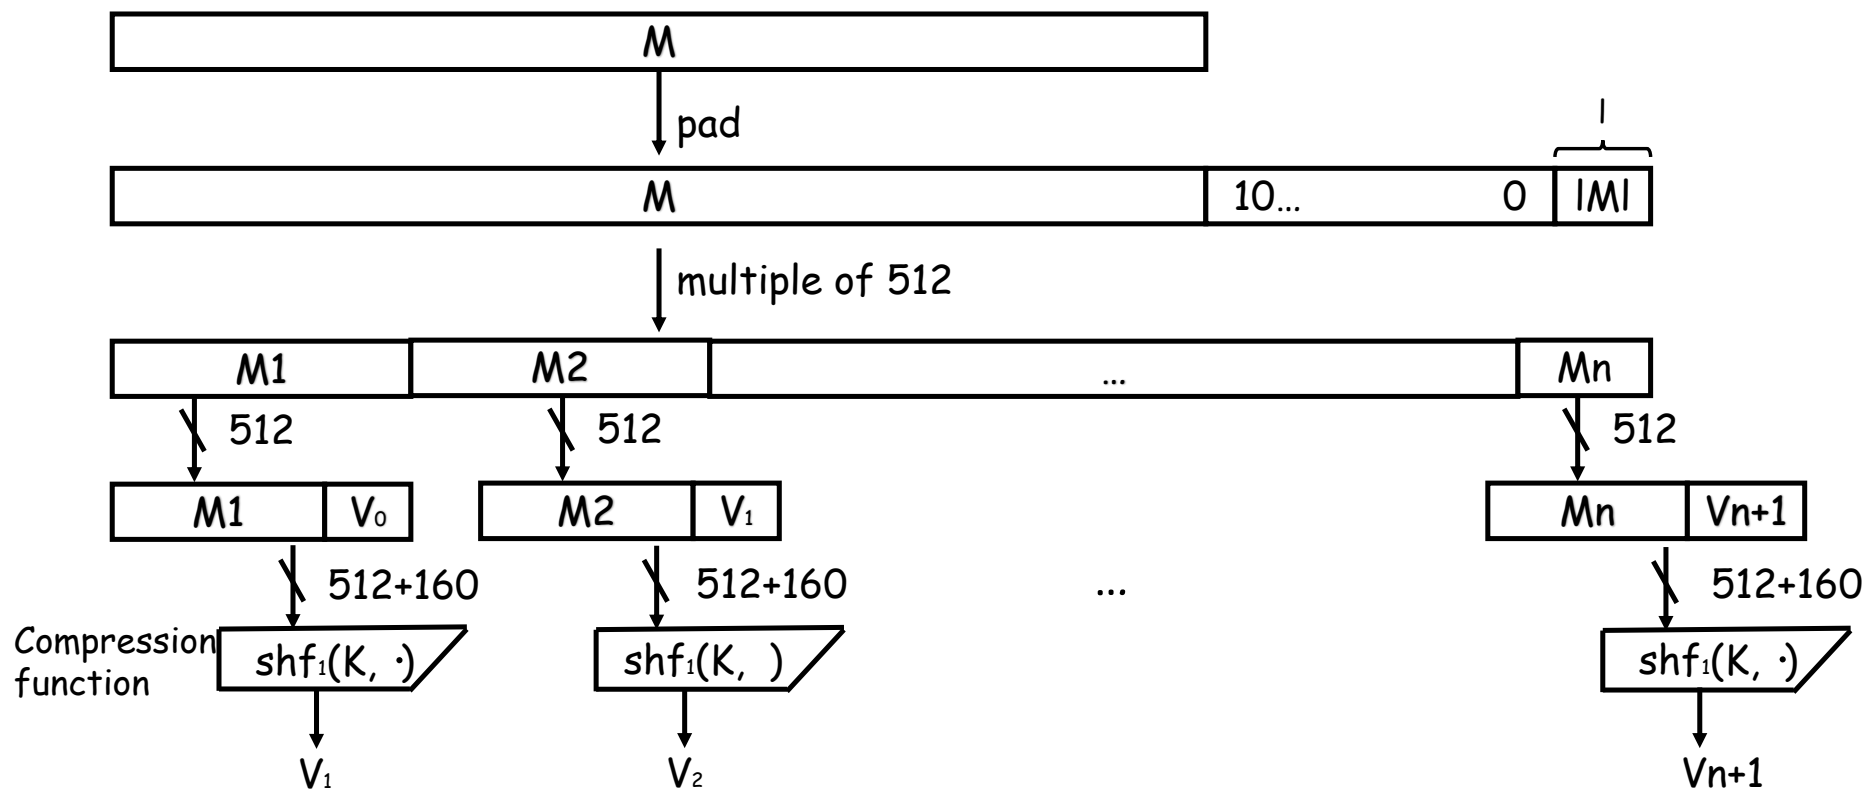 M
pad
l
M 10... 0 |M|
multiple of 512
M1 M2 ... Mn
512 512 512
M1 V₀ M2 V₁ Mn Vn+1
512+160 512+160 ... 512+160
Compression
function
shf₁(K, ·) shf₁(K, ) shf₁(K, ·)
V₁ V₂ Vn+1